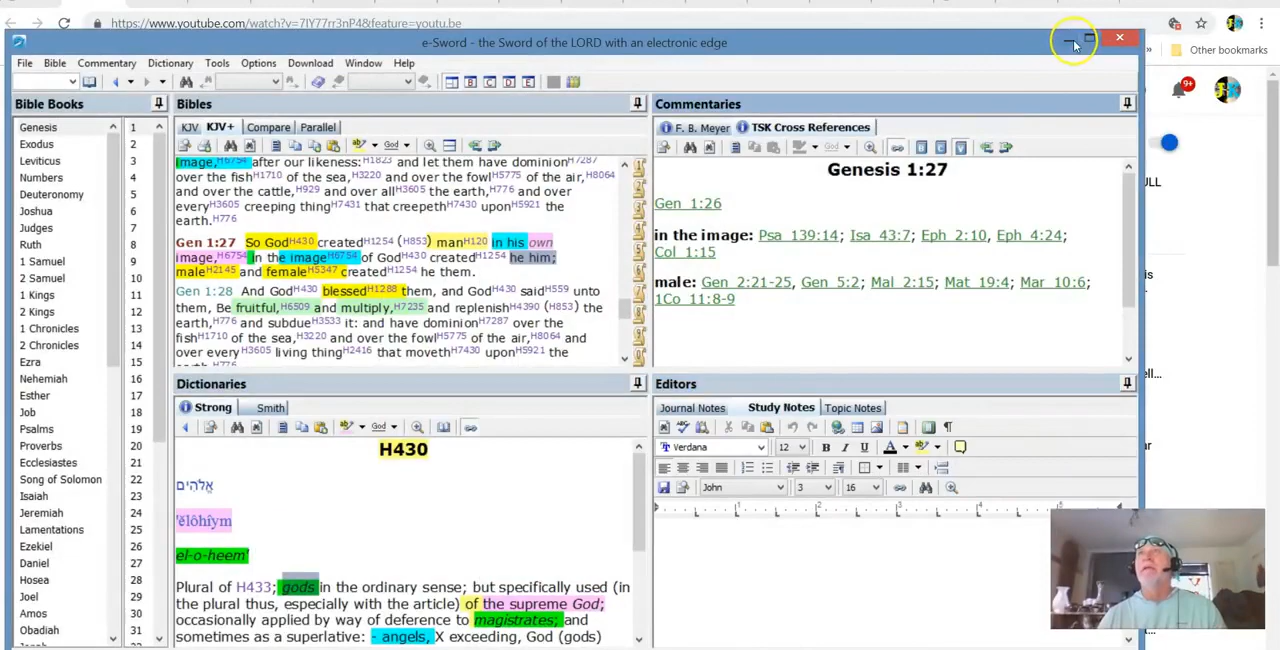 https://www.youtube.com/watch?v=7IY77rr3nP4&feature=youtu.be
e-Sword - the Sword of the LORD with an electronic edge
» Other bookmarks
File Bible Commentary Dictionary Tools Options Download Window Help
B C D E
9+
Bible Books
Genesis
Exodus
Leviticus
Numbers
Deuteronomy
Joshua
Judges
Ruth
1 Samuel
2 Samuel
1 Kings
2 Kings
1 Chronicles
2 Chronicles
Ezra
Nehemiah
Esther
Job
Psalms
Proverbs
Ecclesiastes
Song of Solomon
Isaiah
Jeremiah
Lamentations
Ezekiel
Daniel
Hosea
Joel
Amos
Obadiah
1
2
3
4
5
6
7
8
9
10
11
12
13
14
15
16
17
18
19
20
21
22
23
24
25
26
27
28
29
30
31
Bibles
KJV KJV+ Compare Parallel
God
image,H6754 after our likeness:H1823 and let them have dominionH7287
over the fishH1710 of the sea,H3220 and over the fowlH5775 of the air,H8064
and over the cattle,H929 and over allH3605 the earth,H776 and over
everyH3605 creeping thingH7431 that creepethH7430 uponH5921 the
earth.H776
Gen 1:27 So GodH430 createdH1254 (H853) manH120 in his own
image,H6754 in the imageH6754 of God createdH1254 he him;
maleH2145 and femaleH5347 createdH1254 he them.
Gen 1:28 And God blessedH1288 them, and God saidH559 unto
them, Be fruitful,H6509 and multiply,H7235 and replenishH4390 (H853) the
earth,H776 and subdueH3533 it: and have dominionH7287 over the
fishH1710 of the sea,H3220 and over the fowlH5775 of the air,H8064 and
over everyH3605 living thingH2416 that movethH7430 uponH5921 the
earth.H776
Commentaries
F. B. Meyer TSK Cross References
Genesis 1:27
Gen 1:26
in the image: Psa 139:14; Isa 43:7; Eph 2:10, Eph 4:24;
Col 1:15
male: Gen 2:21-25, Gen 5:2; Mal 2:15; Mat 19:4; Mar 10:6;
1Co 11:8-9
Dictionaries
Strong Smith
God
H430
אֱלֹהִים
'ĕlôhı̂ym
el-o-heem'
Plural of H433; gods in the ordinary sense; but specifically used (in
the plural thus, especially with the article) of the supreme God;
occasionally applied by way of deference to magistrates; and
sometimes as a superlative: - angels, X exceeding, God (gods)
Editors
Journal Notes Study Notes Topic Notes
Verdana 12 B I U A
John 3 16
1 2 3 4